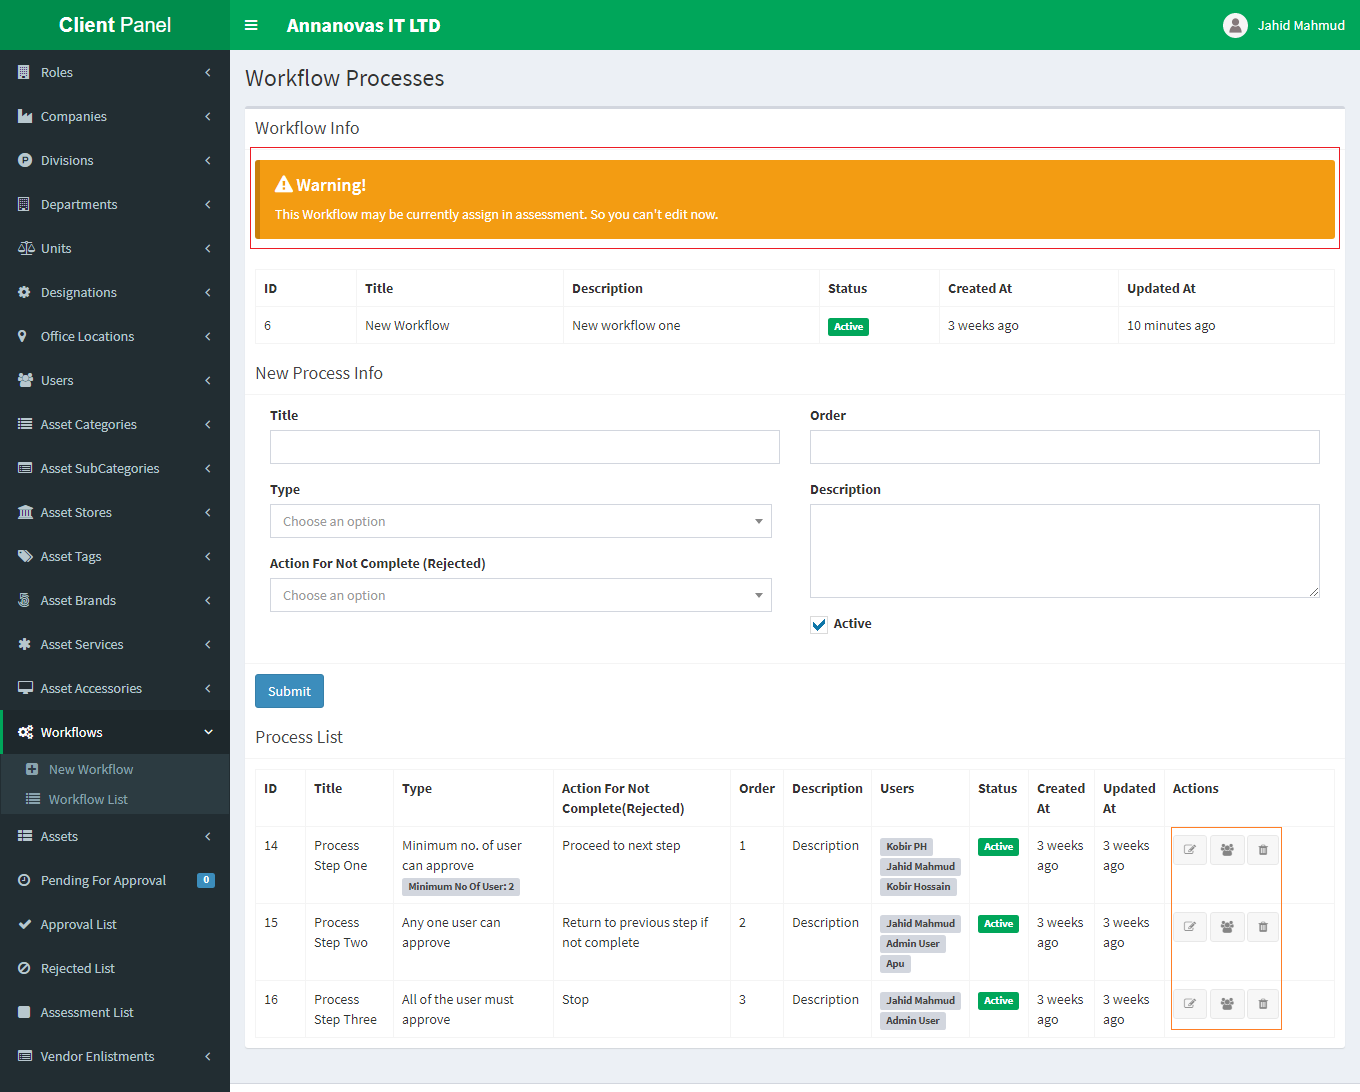 Client Panel
Annanovas IT LTD
Jahid Mahmud
Roles
Companies
Divisions
Departments
Units
Designations
Office Locations
Users
Asset Categories
Asset SubCategories
Asset Stores
Asset Tags
Asset Brands
Asset Services
Asset Accessories
Workflows
New Workflow
Workflow List
Assets
Pending For Approval 0
Approval List
Rejected List
Assessment List
Vendor Enlistments
Workflow Processes
Workflow Info
Warning!
This Workflow may be currently assign in assessment. So you can't edit now.
ID Title Description Status Created At Updated At
6 New Workflow New workflow one Active 3 weeks ago 10 minutes ago
New Process Info
Title
Order
Type
Choose an option
Description
Action For Not Complete (Rejected)
Choose an option
Active
Submit
Process List
ID Title Type Action For Not Order Description Users Status Created Updated Actions
Complete(Rejected) At At
14 Process Minimum no. of user Proceed to next step 1 Description Kobir PH Active 3 weeks 3 weeks
Step One can approve Jahid Mahmud ago ago
Minimum No Of User: 2 Kobir Hossain
15 Process Any one user can Return to previous step if 2 Description Jahid Mahmud Active 3 weeks 3 weeks
Step Two approve not complete Admin User ago ago
Apu
16 Process All of the user must Stop 3 Description Jahid Mahmud Active 3 weeks 3 weeks
Step Three approve Admin User ago ago